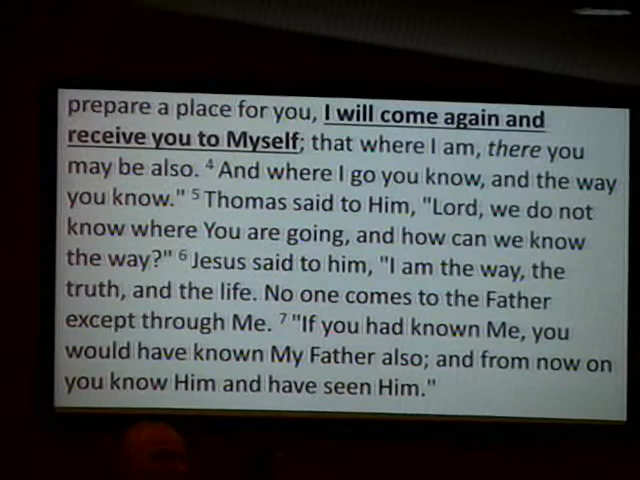 prepare a place for you, I will come again and
receive you to Myself; that where I am, there you
may be also. ⁴ And where I go you know, and the way
you know." ⁵ Thomas said to Him, "Lord, we do not
know where You are going, and how can we know
the way?" ⁶ Jesus said to him, "I am the way, the
truth, and the life. No one comes to the Father
except through Me. ⁷ "If you had known Me, you
would have known My Father also; and from now on
you know Him and have seen Him."